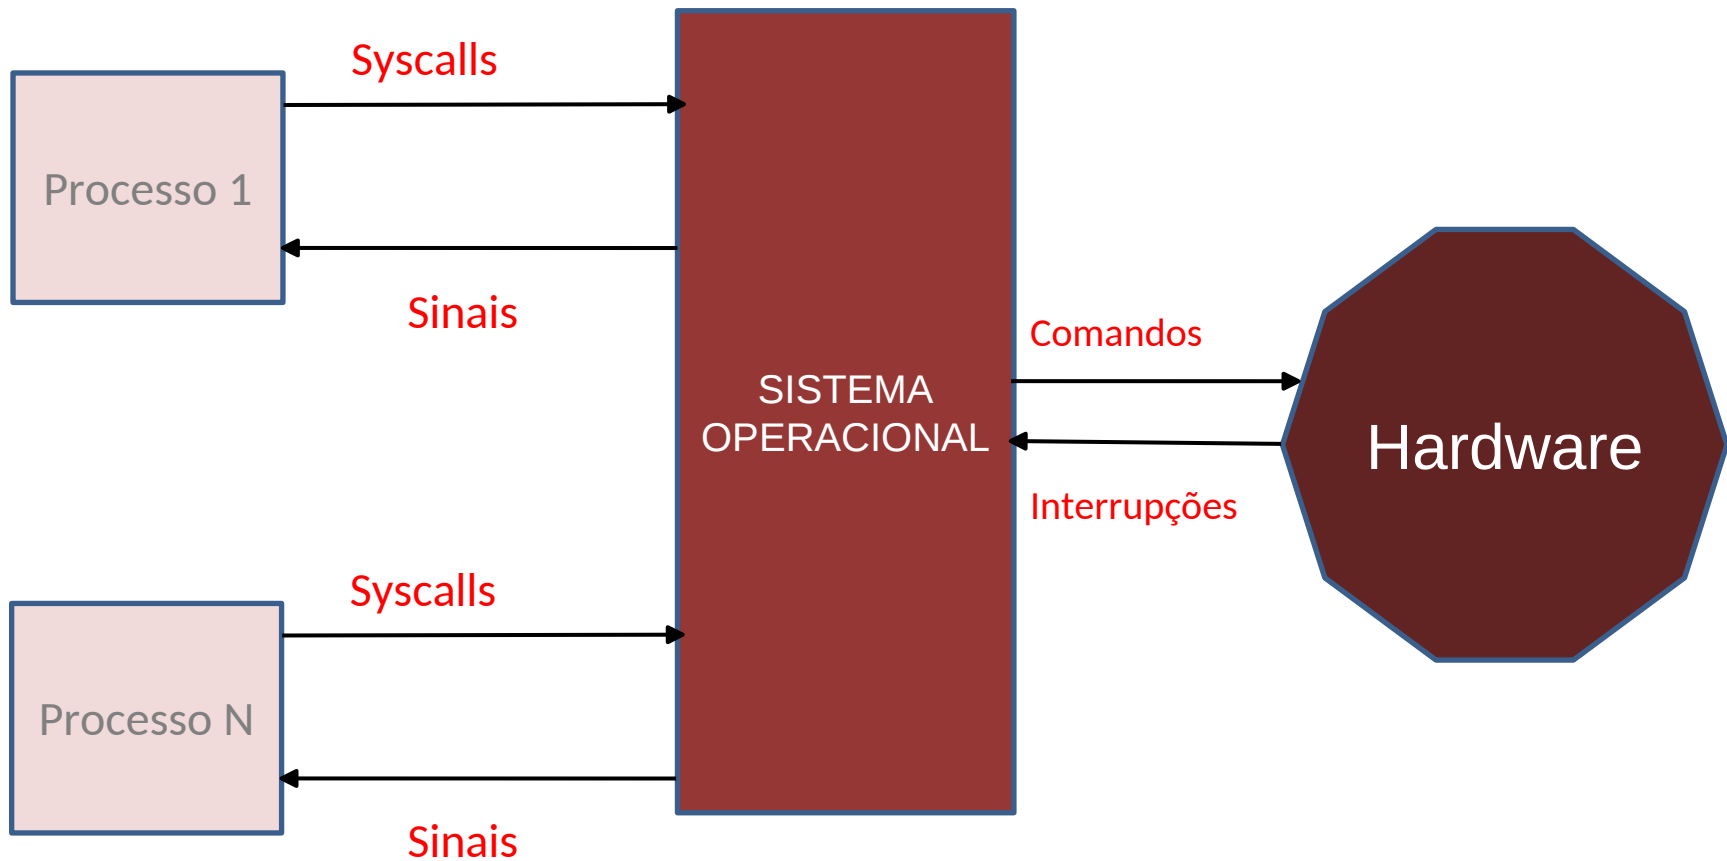 Syscalls
Processo 1
Sinais
SISTEMA
OPERACIONAL
Comandos
Hardware
Interrupções
Syscalls
Processo N
Sinais